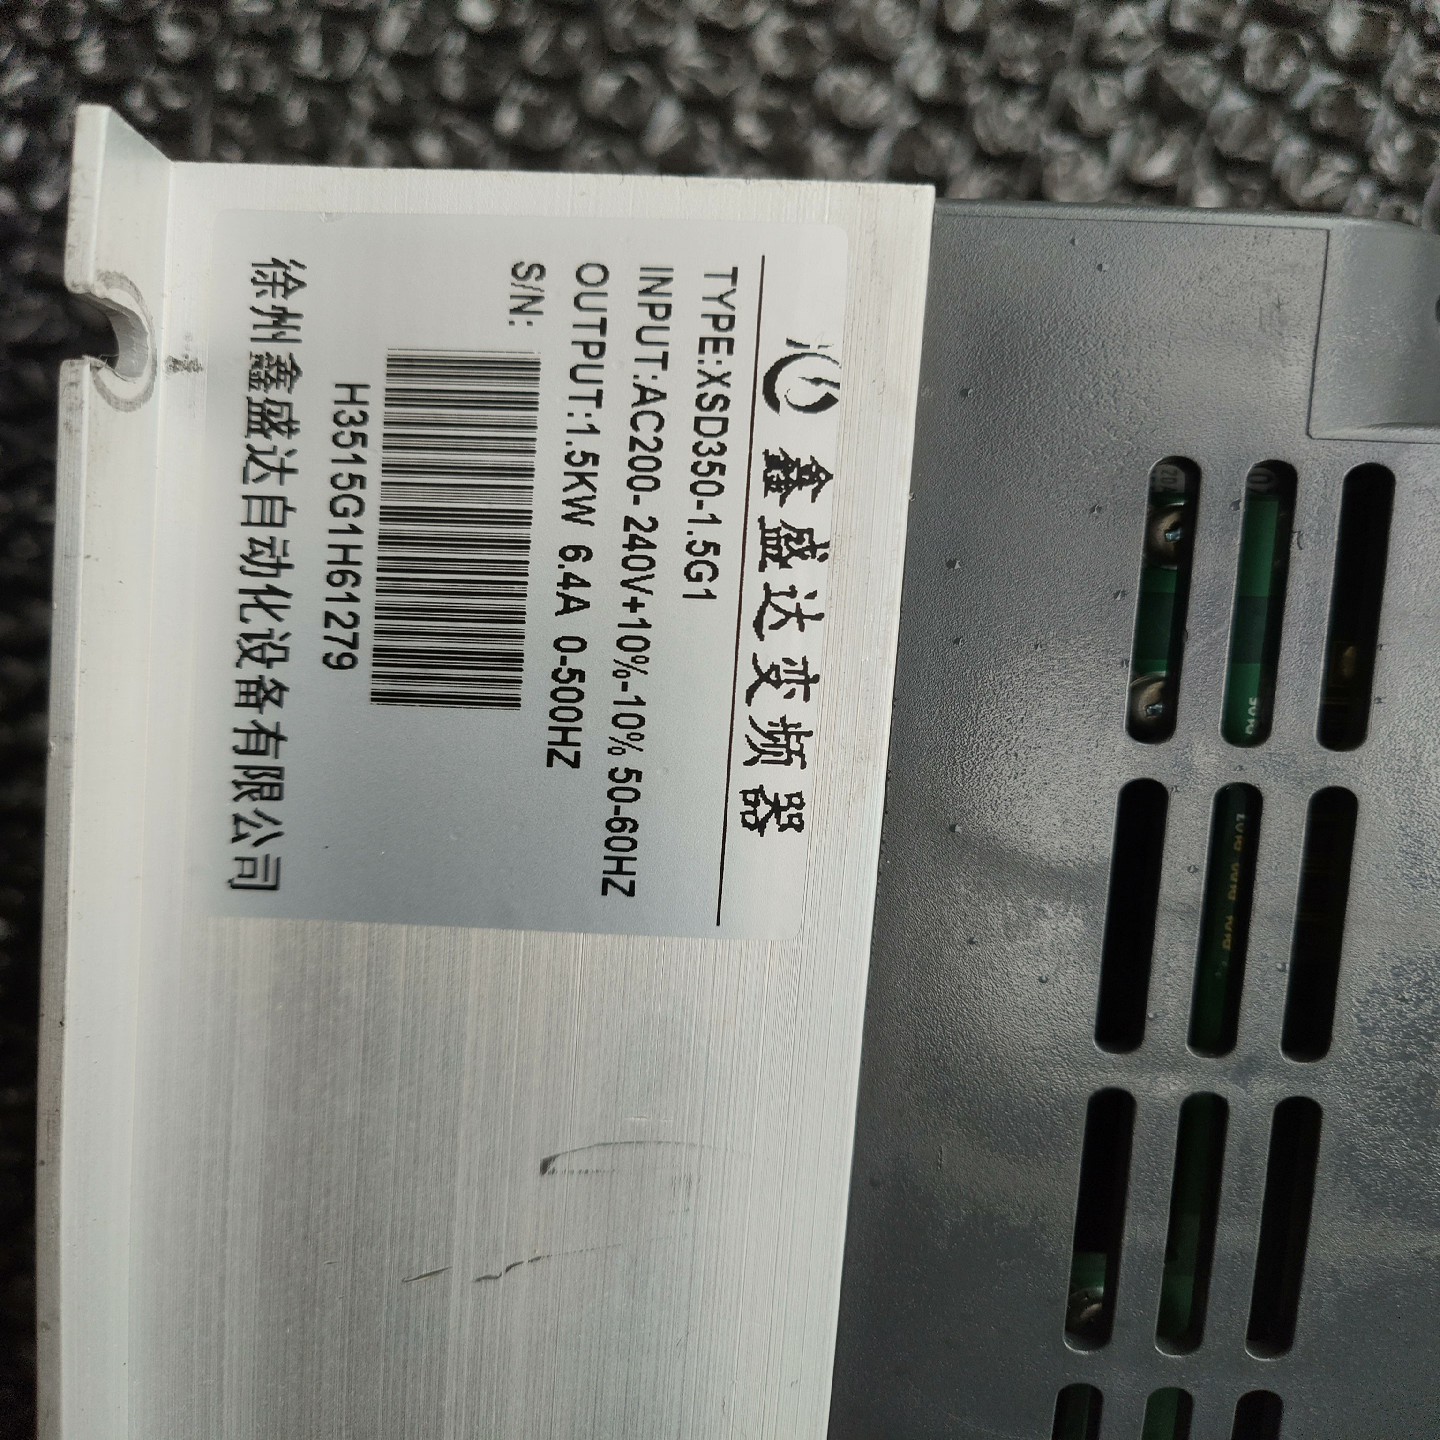 鑫盛达变频器
TYPE:XSD350-1.5G1
INPUT:AC200-240V+10%-10% 50-60HZ
OUTPUT:1.5KW 6.4A 0-500HZ
S/N:
H3515G1H61279
徐州鑫盛达自动化设备有限公司